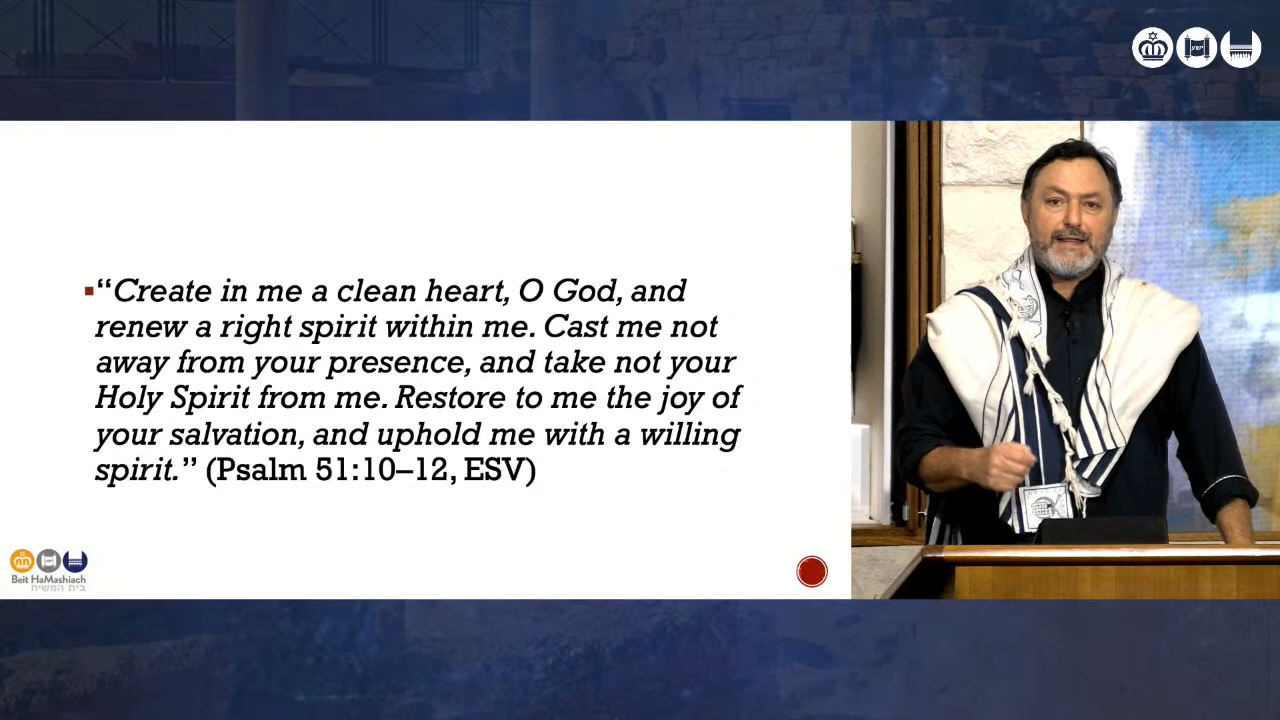 “Create in me a clean heart, O God, and
renew a right spirit within me. Cast me not
away from your presence, and take not your
Holy Spirit from me. Restore to me the joy of
your salvation, and uphold me with a willing
spirit.” (Psalm 51:10–12, ESV)
Beit HaMashiach
בית המשיח